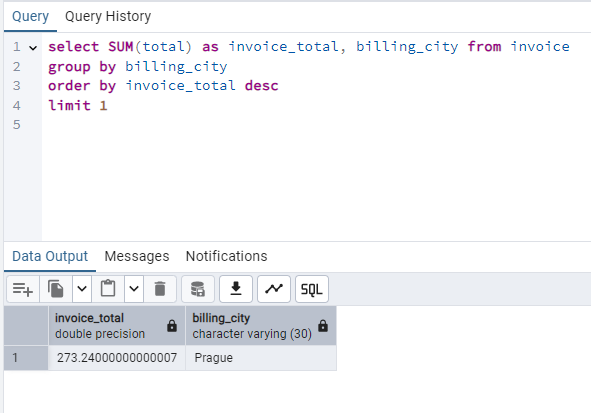 Query Query History
1 select SUM(total) as invoice_total, billing_city from invoice
2 group by billing_city
3 order by invoice_total desc
4 limit 1
5
Data Output Messages Notifications
SQL
invoice_total billing_city
double precision character varying (30)
1 273.24000000000007 Prague